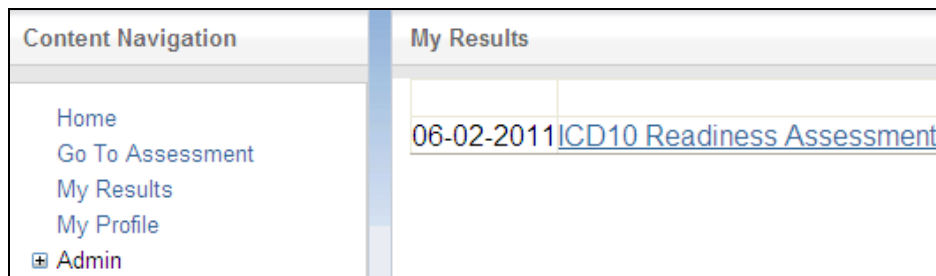 Content Navigation
Home
Go To Assessment
My Results
My Profile
Admin
My Results
06-02-2011 ICD10 Readiness Assessment